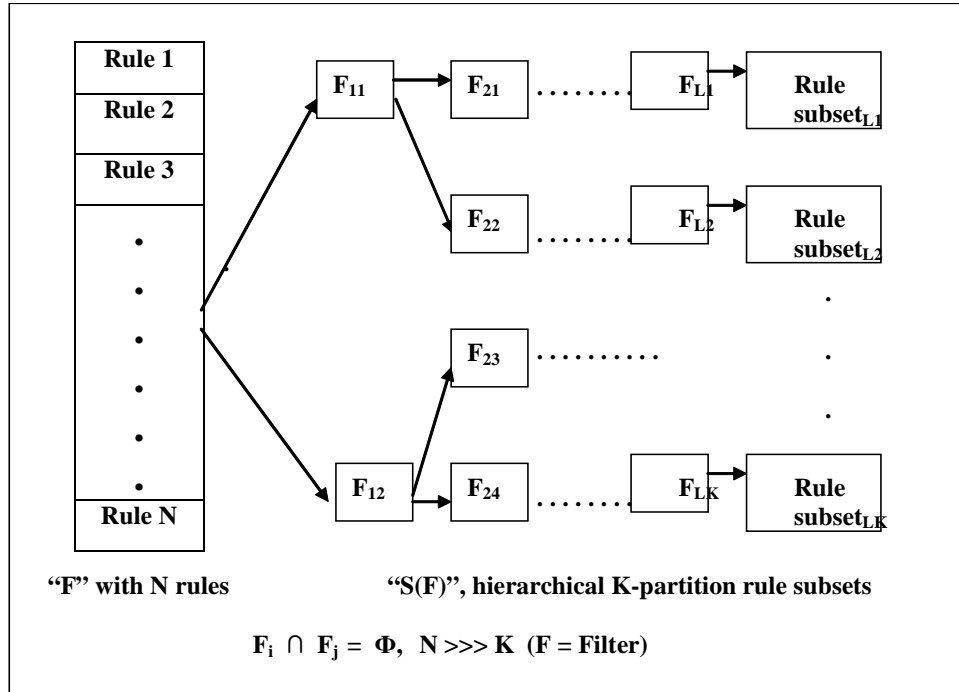 Rule 1
Rule 2
Rule 3
Rule N
F11
F12
F21
F22
F23
F24
FL1
FL2
FLK
Rule
subsetL1
Rule
subsetL2
Rule
subsetLK
“F” with N rules
“S(F)”, hierarchical K-partition rule subsets
Fi ∩ Fj = Φ, N >>> K (F = Filter)